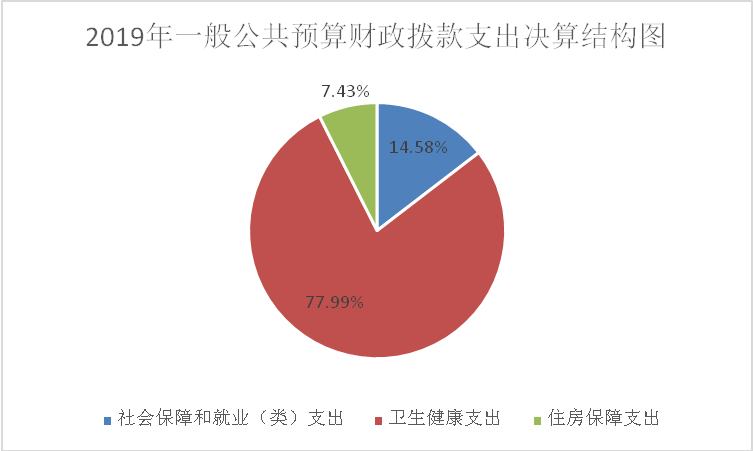 2019年一般公共预算财政拨款支出决算结构图
7.43%
14.58%
77.99%
社会保障和就业（类）支出 卫生健康支出 住房保障支出